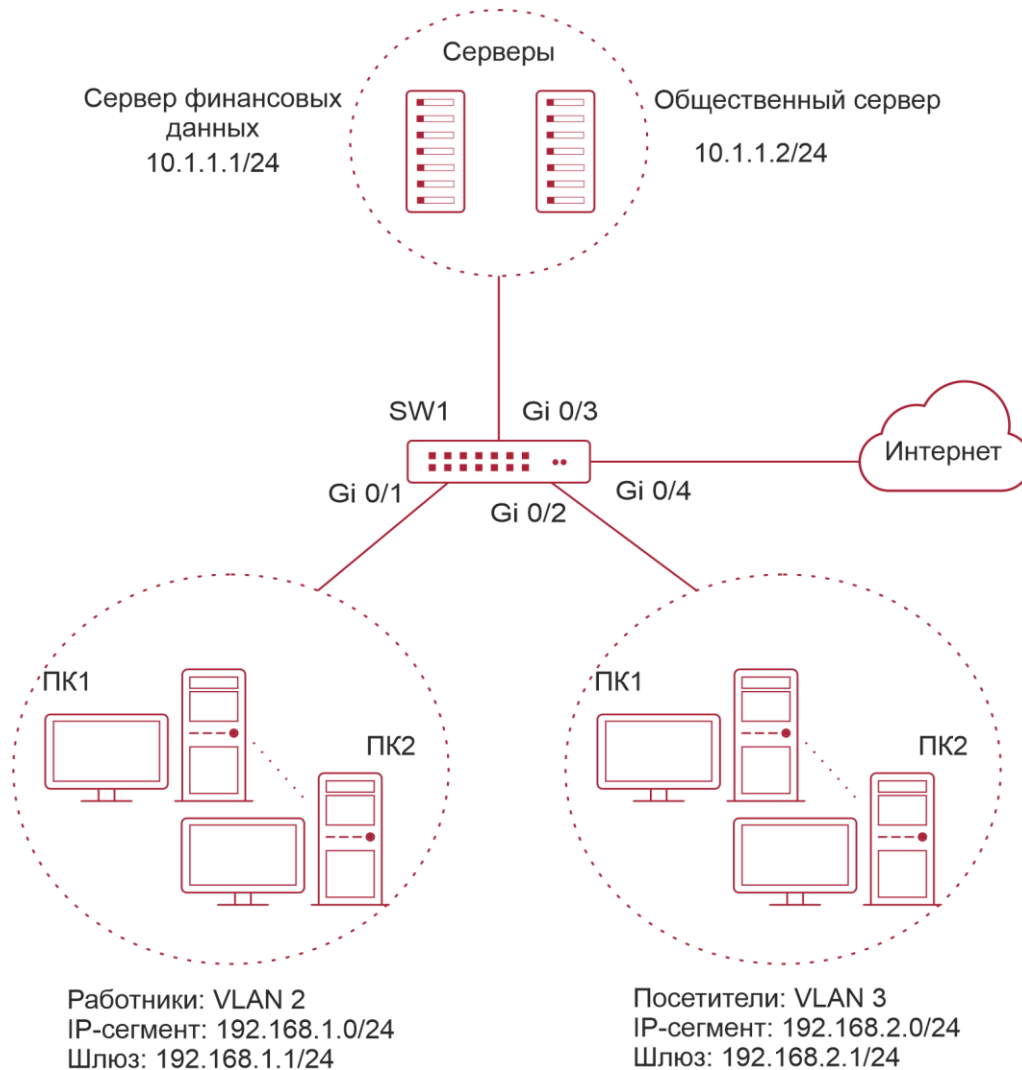 Серверы
Сервер финансовых
данных
10.1.1.1/24
Общественный сервер
10.1.1.2/24
SW1
Gi 0/3
Интернет
Gi 0/1
Gi 0/2
Gi 0/4
ПК1
ПК2
ПК1
ПК2
Работники: VLAN 2
IP-сегмент: 192.168.1.0/24
Шлюз: 192.168.1.1/24
Посетители: VLAN 3
IP-сегмент: 192.168.2.0/24
Шлюз: 192.168.2.1/24